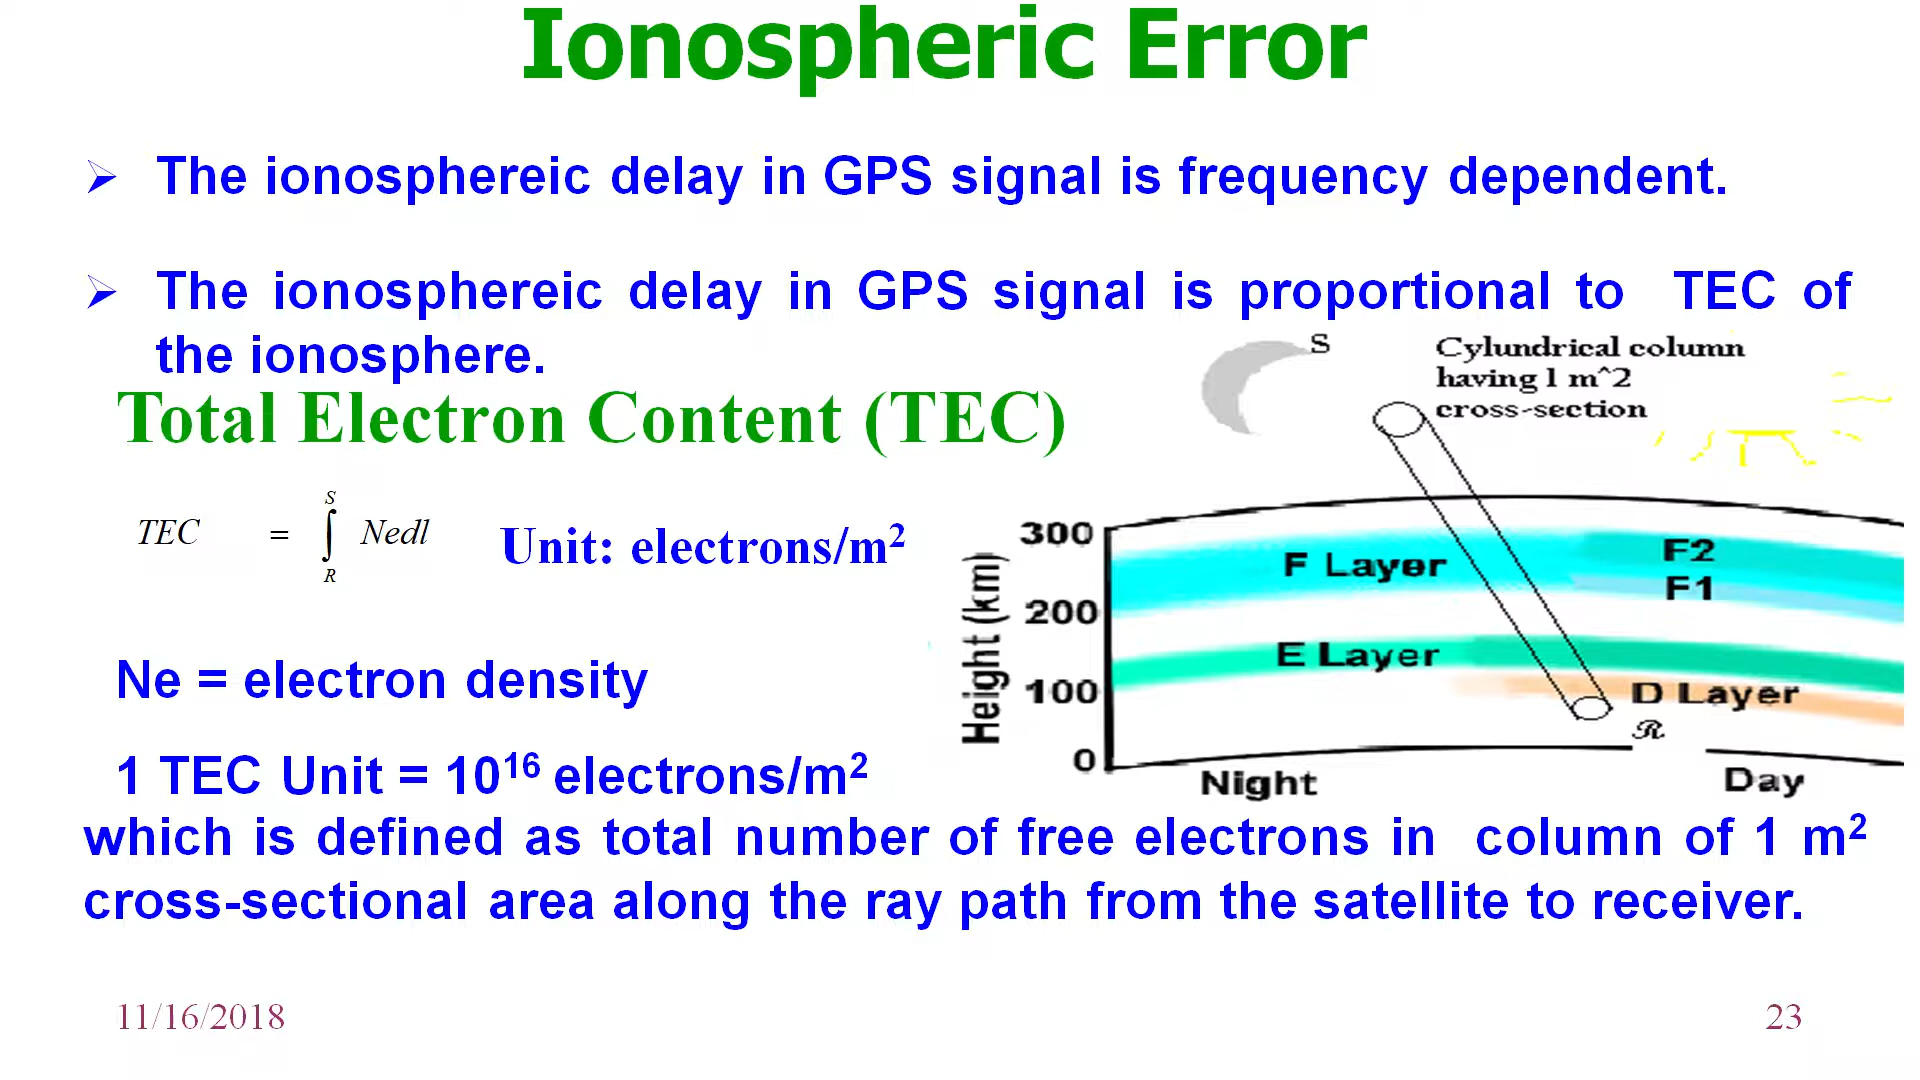 Ionospheric Error
➢ The ionosphereic delay in GPS signal is frequency dependent.
➢ The ionosphereic delay in GPS signal is proportional to TEC of
the ionosphere.
Total Electron Content (TEC)
TEC = ∫ Nedl
S
R
Unit: electrons/m²
Ne = electron density
1 TEC Unit = 10¹⁶ electrons/m²
S
Cylundrical column
having 1 m^2
cross-section
Height (km)
300
200
100
0
F Layer
F2
F1
E Layer
D Layer
R
Night
Day
which is defined as total number of free electrons in column of 1 m²
cross-sectional area along the ray path from the satellite to receiver.
11/16/2018
23